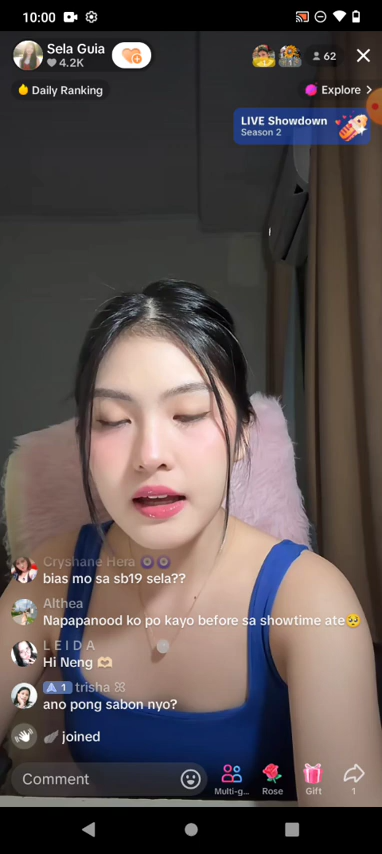 10:00
Sela Guia
4.2K
62
Daily Ranking
Explore
LIVE Showdown
Season 2
Cryshane Hera
bias mo sa sb19 sela??
Althea
Napapanood ko po kayo before sa showtime ate
L E I D A
Hi Neng
1 trisha
ano pong sabon nyo?
joined
Comment
Multi-g...
Rose
Gift
1